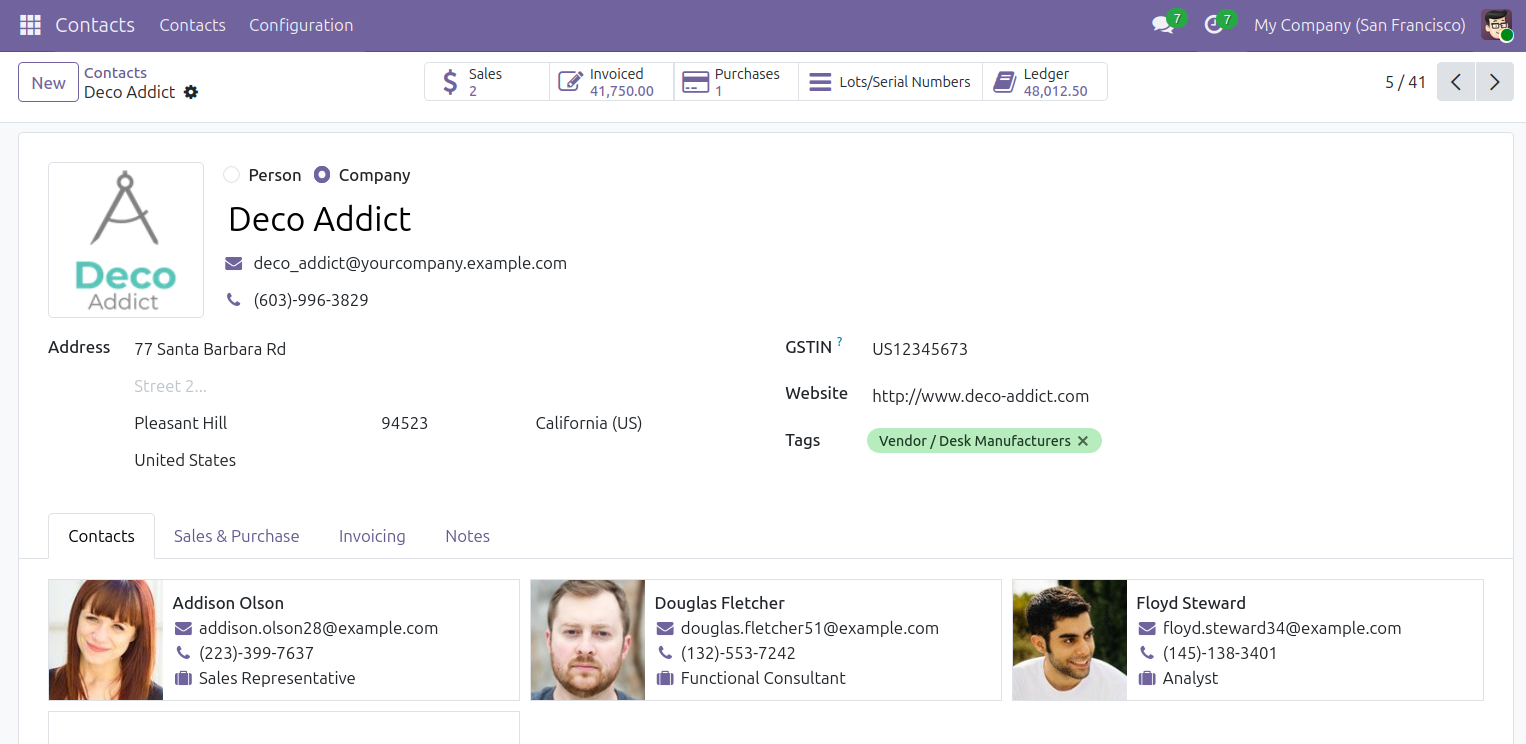 Contacts Contacts Configuration 7 7 My Company (San Francisco)
New Contacts Sales Invoiced Purchases Lots/Serial Numbers Ledger 5 / 41
Deco Addict 2 41,750.00 1 48,012.50
Person Company
Deco Addict
Deco
Addict
deco_addict@yourcompany.example.com
(603)-996-3829
Address 77 Santa Barbara Rd GSTIN ? US12345673
Street 2...
Website http://www.deco-addict.com
Pleasant Hill 94523 California (US)
Tags Vendor / Desk Manufacturers ✕
United States
Contacts Sales & Purchase Invoicing Notes
Addison Olson
addison.olson28@example.com
(223)-399-7637
Sales Representative
Douglas Fletcher
douglas.fletcher51@example.com
(132)-553-7242
Functional Consultant
Floyd Steward
floyd.steward34@example.com
(145)-138-3401
Analyst